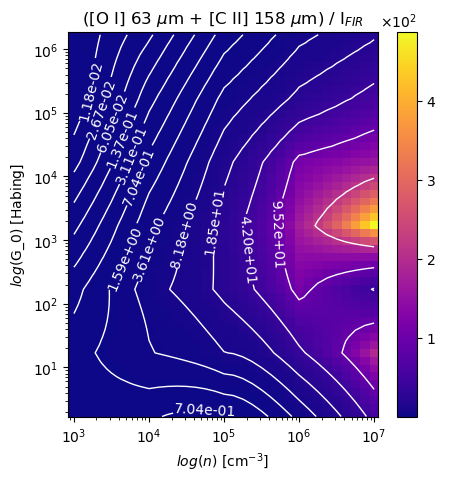 ([O I] 63 μm + [C II] 158 μm) / I_FIR
×10²
10⁶
10⁵
10⁴
10³
10²
10¹
log(G_0) [Habing]
1.18e-02
2.67e-02
6.05e-02
1.37e-01
3.11e-01
7.04e-01
1.59e+00
3.61e+00
8.18e+00
1.85e+01
4.20e+01
9.52e+01
7.04e-01
10³ 10⁴ 10⁵ 10⁶ 10⁷
log(n) [cm⁻³]
4
3
2
1